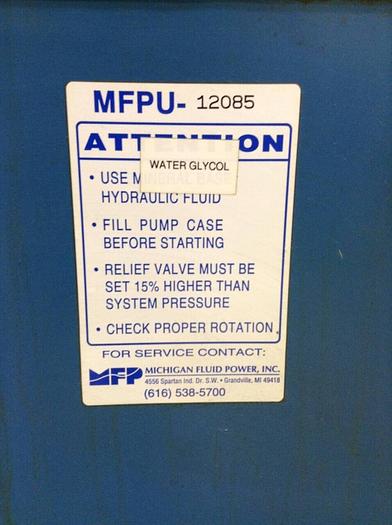 MFPU- 12085
ATTENTION
WATER GLYCOL
• USE MINERAL BASE
HYDRAULIC FLUID
• FILL PUMP CASE
BEFORE STARTING
• RELIEF VALVE MUST BE
SET 15% HIGHER THAN
SYSTEM PRESSURE
• CHECK PROPER ROTATION
FOR SERVICE CONTACT:
MFP MICHIGAN FLUID POWER, INC.
4556 Spartan Ind. Dr. S.W. • Grandville, MI 49418
(616) 538-5700